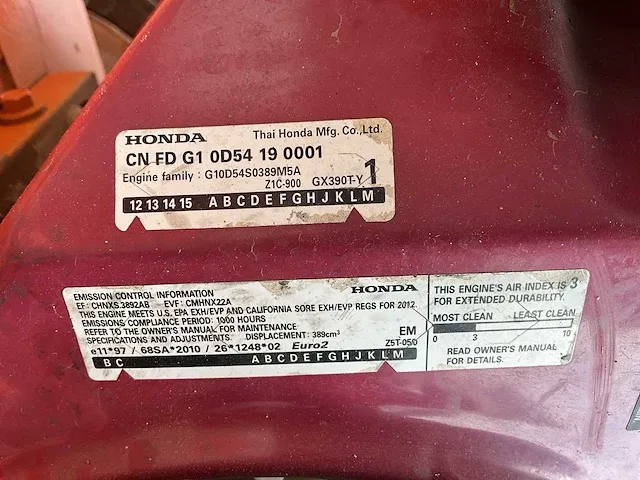 HONDA Thai Honda Mfg. Co.,Ltd.
CN FD G1 0D54 19 0001
Engine family : G10D54S0389M5A
Z1C-900 GX390T-Y 1
12 13 14 15 A B C D E F G H J K L M
EMISSION CONTROL INFORMATION HONDA
EF: CHNXS.3892AB EVF: CMHNX22A
THIS ENGINE MEETS U.S. EPA EXH/EVP AND CALIFORNIA SORE EXH/EVP REGS FOR 2012.
EMISSIONS COMPLIANCE PERIOD: 1000 HOURS
REFER TO THE OWNER'S MANUAL FOR MAINTENANCE
SPECIFICATIONS AND ADJUSTMENTS. DISPLACEMENT: 389cm³ EM
e11*97 / 68SA*2010 / 26*1248*02 Euro2 Z5T-050
B C A B C D E F G H J K L M
THIS ENGINE'S AIR INDEX IS 3
FOR EXTENDED DURABILITY.
MOST CLEAN LEAST CLEAN
0 3 10
READ OWNER'S MANUAL
FOR DETAILS.